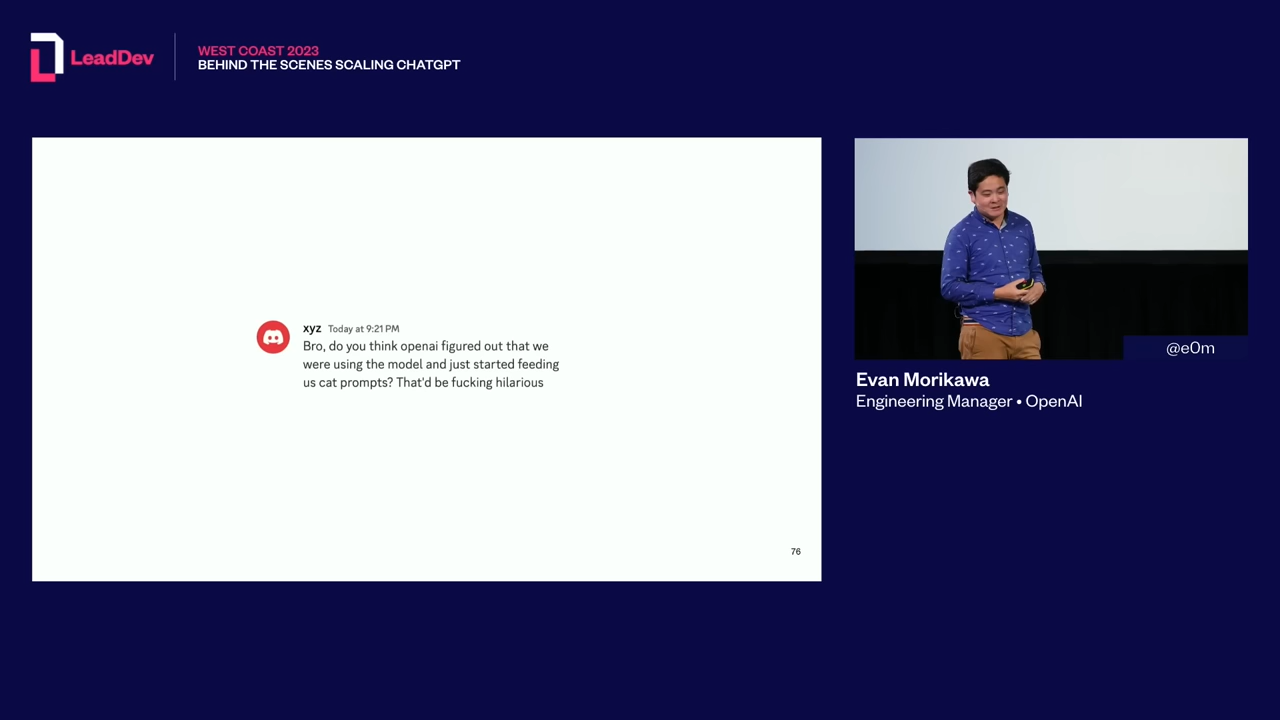 LeadDev
WEST COAST 2023
BEHIND THE SCENES SCALING CHATGPT
xyz Today at 9:21 PM
Bro, do you think openai figured out that we
were using the model and just started feeding
us cat prompts? That'd be fucking hilarious
76
@e0m
Evan Morikawa
Engineering Manager • OpenAI